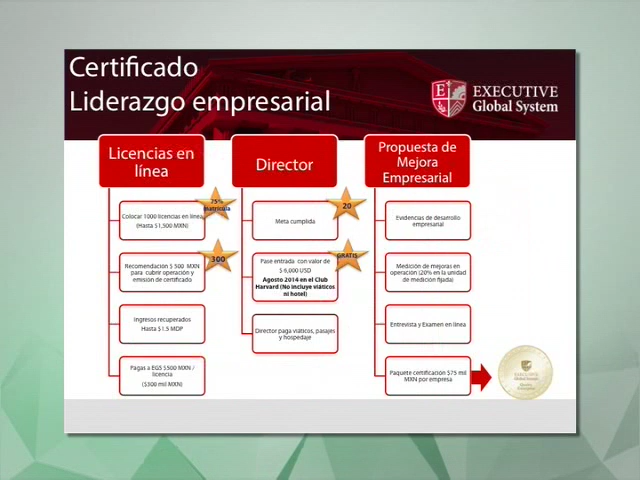 Certificado
Liderazgo empresarial
EXECUTIVE
Global System
Licencias en
línea
Director
Propuesta de
Mejora
Empresarial
75%
Matrícula
Colocar 1000 licencias en línea
(Hasta $1,500 MXN)
300
Recomendación $ 500 MXN
para cubrir operación y
emision de certificado
Ingresos recuperados
Hasta $1.5 MDP
Pagas a EGS $300 MXN /
licencia
($300 mil MXN)
20
Meta cumplida
GRATIS
Pase entrada con valor de
$ 6,000 USD
Agosto 2014 en el Club
Harvard (No incluye viáticos
ni hotel)
Director paga viáticos, pasajes
y hospedaje
Evidencias de desarrollo
empresarial
Medición de mejoras en
operación (20% en la unidad
de medición fijada)
Entrevista y Examen en línea
Paquete certificación $75 mil
MXN por empresa
EXECUTIVE
Global System